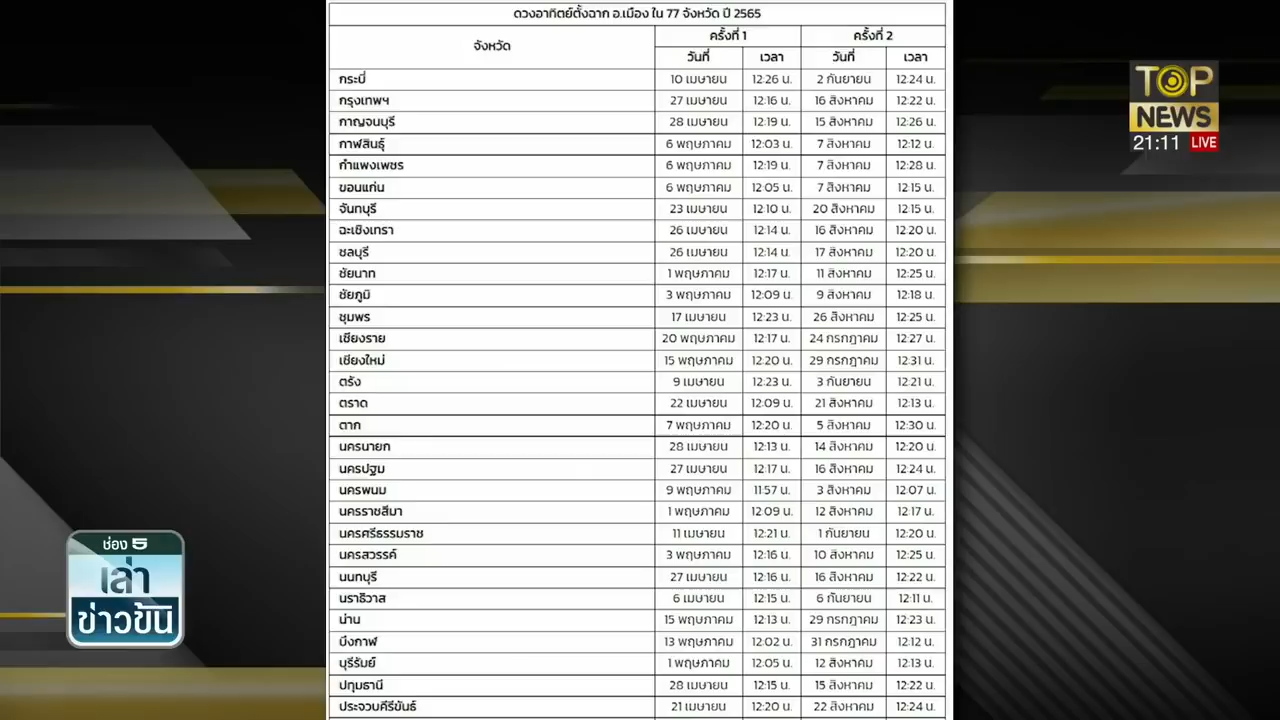 ดวงอาทิตย์ตั้งฉาก อ.เมือง ใน 77 จังหวัด ปี 2565
จังหวัด ครั้งที่ 1 ครั้งที่ 2
วันที่ เวลา วันที่ เวลา
กระบี่ 10 เมษายน 12:26 น. 2 กันยายน 12:24 น.
กรุงเทพฯ 27 เมษายน 12:16 น. 16 สิงหาคม 12:22 น.
กาญจนบุรี 28 เมษายน 12:19 น. 15 สิงหาคม 12:26 น.
กาฬสินธุ์ 6 พฤษภาคม 12:03 น. 7 สิงหาคม 12:12 น.
กำแพงเพชร 6 พฤษภาคม 12:19 น. 7 สิงหาคม 12:28 น.
ขอนแก่น 6 พฤษภาคม 12:05 น. 7 สิงหาคม 12:15 น.
จันทบุรี 23 เมษายน 12:10 น. 20 สิงหาคม 12:15 น.
ฉะเชิงเทรา 26 เมษายน 12:14 น. 16 สิงหาคม 12:20 น.
ชลบุรี 26 เมษายน 12:14 น. 17 สิงหาคม 12:20 น.
ชัยนาท 1 พฤษภาคม 12:17 น. 11 สิงหาคม 12:25 น.
ชัยภูมิ 3 พฤษภาคม 12:09 น. 9 สิงหาคม 12:18 น.
ชุมพร 17 เมษายน 12:23 น. 26 สิงหาคม 12:25 น.
เชียงราย 20 พฤษภาคม 12:17 น. 24 กรกฎาคม 12:27 น.
เชียงใหม่ 15 พฤษภาคม 12:20 น. 29 กรกฎาคม 12:31 น.
ตรัง 9 เมษายน 12:23 น. 3 กันยายน 12:21 น.
ตราด 22 เมษายน 12:09 น. 21 สิงหาคม 12:13 น.
ตาก 7 พฤษภาคม 12:20 น. 5 สิงหาคม 12:30 น.
นครนายก 28 เมษายน 12:13 น. 14 สิงหาคม 12:20 น.
นครปฐม 27 เมษายน 12:17 น. 16 สิงหาคม 12:24 น.
นครพนม 9 พฤษภาคม 11:57 น. 3 สิงหาคม 12:07 น.
นครราชสีมา 1 พฤษภาคม 12:09 น. 12 สิงหาคม 12:17 น.
นครศรีธรรมราช 11 เมษายน 12:21 น. 1 กันยายน 12:20 น.
นครสวรรค์ 3 พฤษภาคม 12:16 น. 10 สิงหาคม 12:25 น.
นนทบุรี 27 เมษายน 12:16 น. 16 สิงหาคม 12:22 น.
นราธิวาส 6 เมษายน 12:15 น. 6 กันยายน 12:11 น.
น่าน 15 พฤษภาคม 12:13 น. 29 กรกฎาคม 12:23 น.
บึงกาฬ 13 พฤษภาคม 12:02 น. 31 กรกฎาคม 12:12 น.
บุรีรัมย์ 1 พฤษภาคม 12:05 น. 12 สิงหาคม 12:13 น.
ปทุมธานี 28 เมษายน 12:15 น. 15 สิงหาคม 12:22 น.
ประจวบคีรีขันธ์ 21 เมษายน 12:20 น. 22 สิงหาคม 12:24 น.
TOP
NEWS
21:11 LIVE
ช่อง 5
เล่า
ข่าวข้น